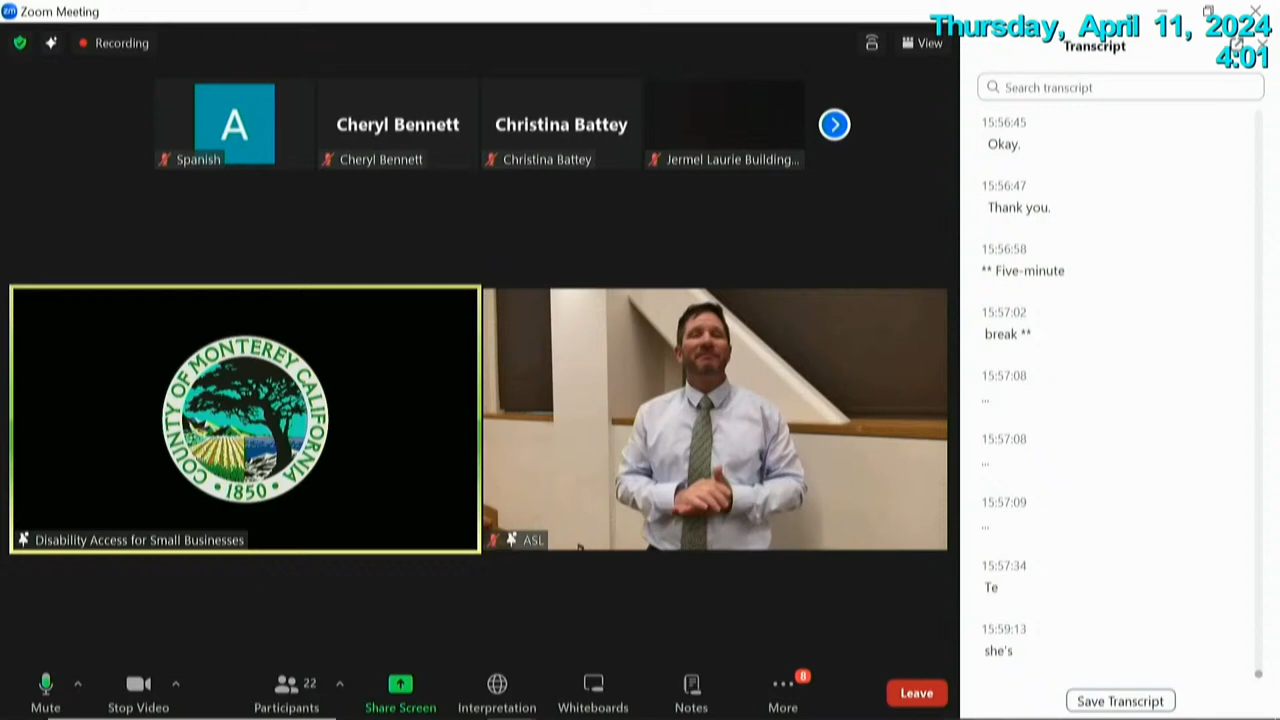 Zoom Meeting
Thursday, April 11, 2024
4:01
Recording
View
Transcript
Search transcript
A
Spanish
Cheryl Bennett
Cheryl Bennett
Christina Battey
Christina Battey
Jermel Laurie Building...
15:56:45
Okay.
15:56:47
Thank you.
15:56:58
** Five-minute
15:57:02
break **
15:57:08
...
15:57:08
...
15:57:09
...
15:57:34
Te
15:59:13
she's
COUNTY OF MONTEREY CALIFORNIA
• 1850 •
Disability Access for Small Businesses
ASL
Mute
Stop Video
22
Participants
Share Screen
Interpretation
Whiteboards
Notes
8
More
Leave
Save Transcript